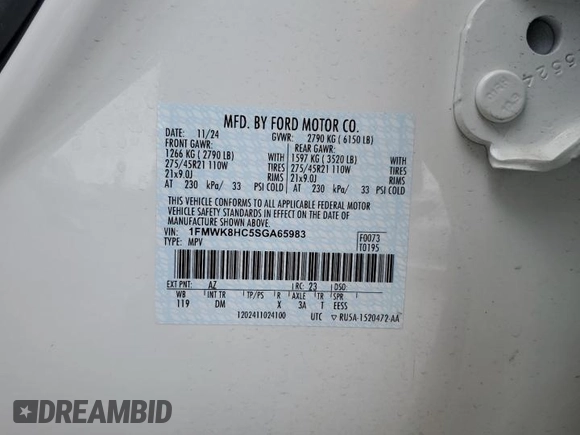 MFD. BY FORD MOTOR CO.
DATE: 11/24 GVWR: 2790 KG ( 6150 LB)
FRONT GAWR: REAR GAWR:
1266 KG ( 2790 LB) WITH 1597 KG ( 3520 LB) WITH
275/45R21 110W TIRES 275/45R21 110W TIRES
21x9.0J RIMS 21x9.0J RIMS
AT 230 kPa/ 33 PSI COLD AT 230 kPa/ 33 PSI COLD
THIS VEHICLE CONFORMS TO ALL APPLICABLE FEDERAL MOTOR
VEHICLE SAFETY STANDARDS IN EFFECT ON THE DATE OF
MANUFACTURE SHOWN ABOVE.
VIN: 1FMWK8HC5SGA65983 F0073
TYPE: MPV T0195
EXT PNT: AZ RC: 23 DSO:
WB INT TR TP/PS R AXLE TR SPR
119 DM X 3A T EESS
1202411024100 UTC RU5A-1520472-AA
5524
DREAMBID